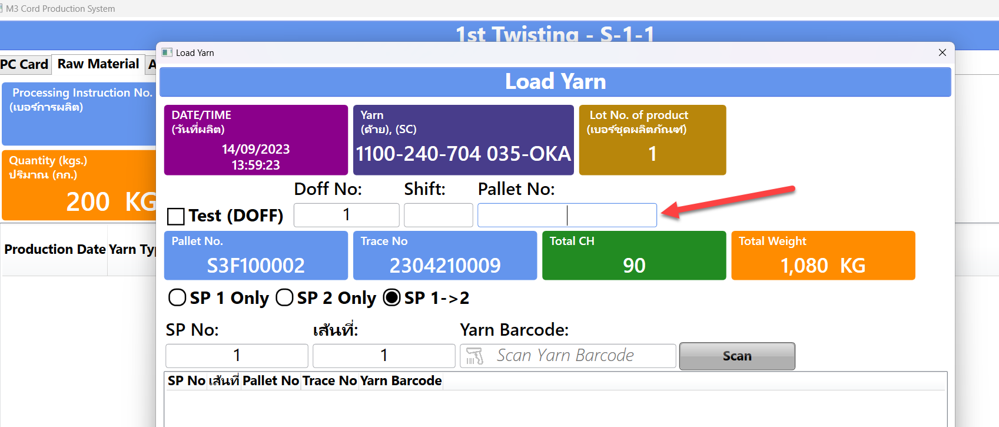 M3 Cord Production System
1st Twisting - S-1-1
PC Card
Raw Material
A
Load Yarn
Load Yarn
Processing Instruction No.
(เบอร์การผลิต)
Quantity (kgs.)
ปริมาณ (กก.)
200 KG
Production Date
Yarn Typ
DATE/TIME
(วันที่ผลิต)
14/09/2023
13:59:23
Yarn
(ด้าย), (SC)
1100-240-704 035-OKA
Lot No. of product
(เบอร์ชุดผลิตภัณฑ์)
1
Doff No:
Shift:
Pallet No:
Test (DOFF)
1
Pallet No.
S3F100002
Trace No
2304210009
Total CH
90
Total Weight
1,080 KG
SP 1 Only
SP 2 Only
SP 1->2
SP No:
เส้นที่:
Yarn Barcode:
1
1
Scan Yarn Barcode
Scan
SP No
เส้นที่
Pallet No
Trace No
Yarn Barcode